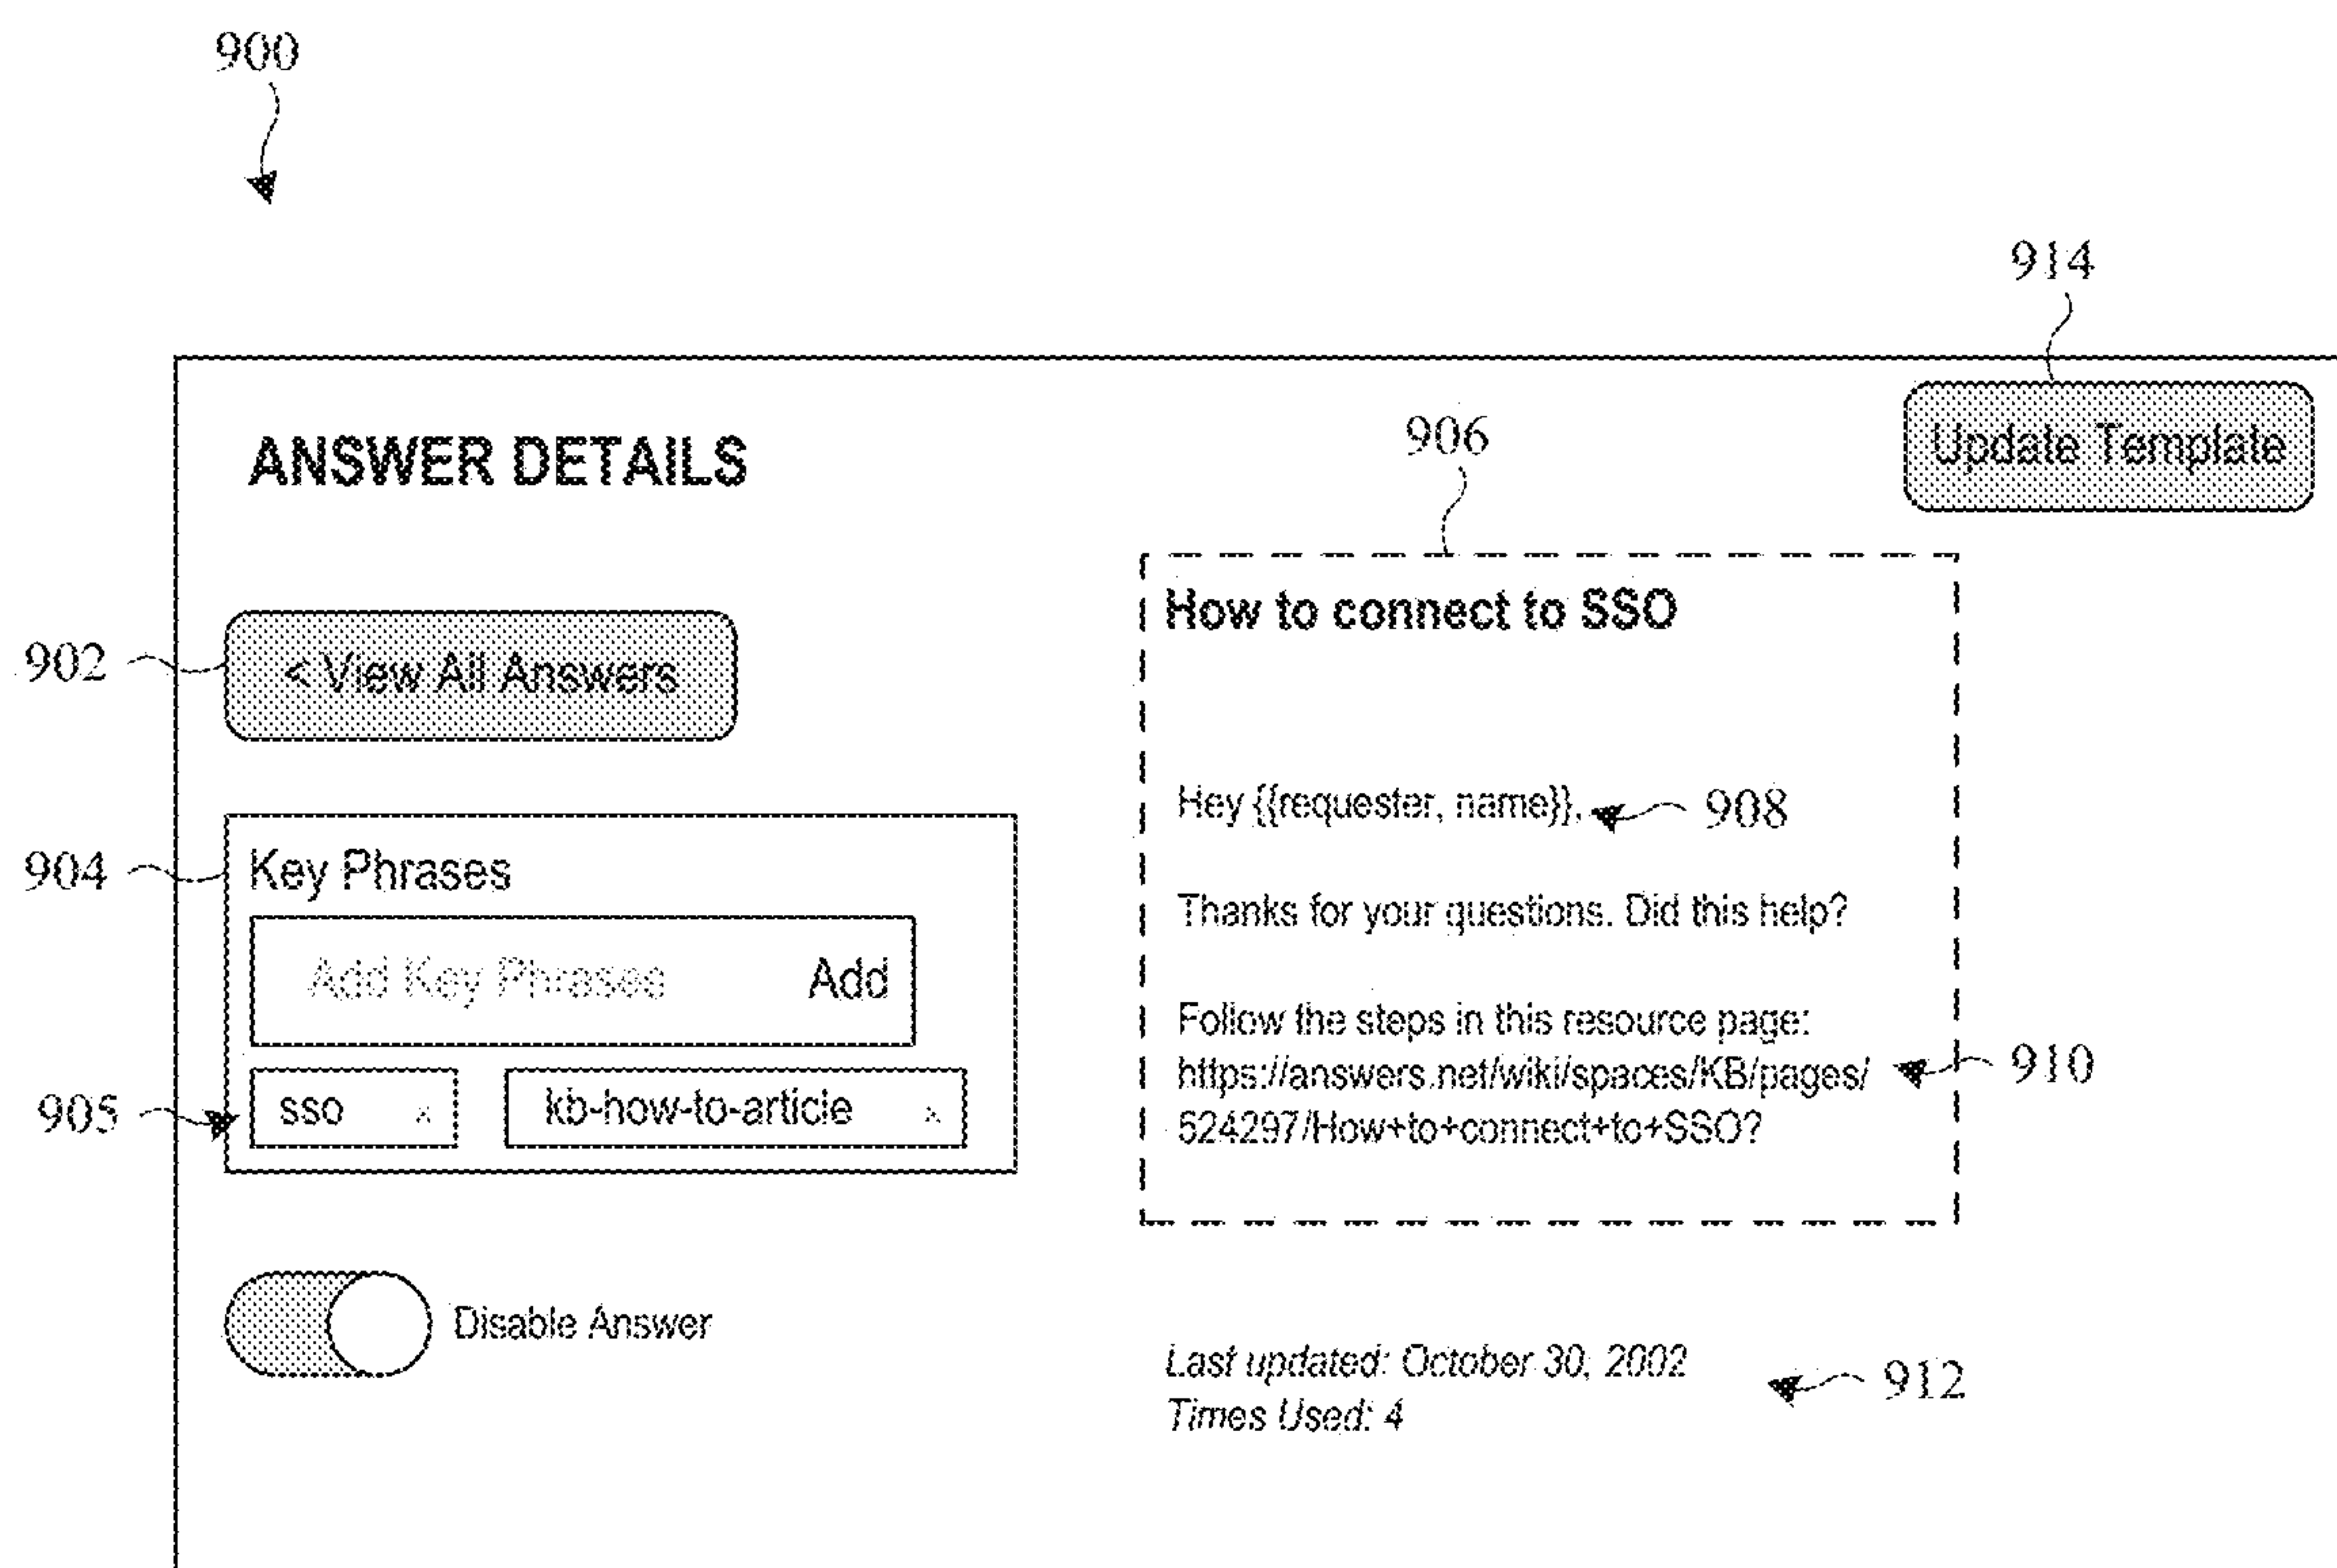 900
914
ANSWER DETAILS
906
Update Template
How to connect to SSO
902
< View All Answers
Hey {{requester, name}},
908
904
Key Phrases
Thanks for your questions. Did this help?
Add Key Phrases
Add
Follow the steps in this resource page:
https://answers.net/wiki/spaces/KB/pages/
910
905
sso x
kb-how-to-article x
624297/How+to+connect+to+SSO?
Disable Answer
Last updated: October 30, 2002
912
Times Used: 4